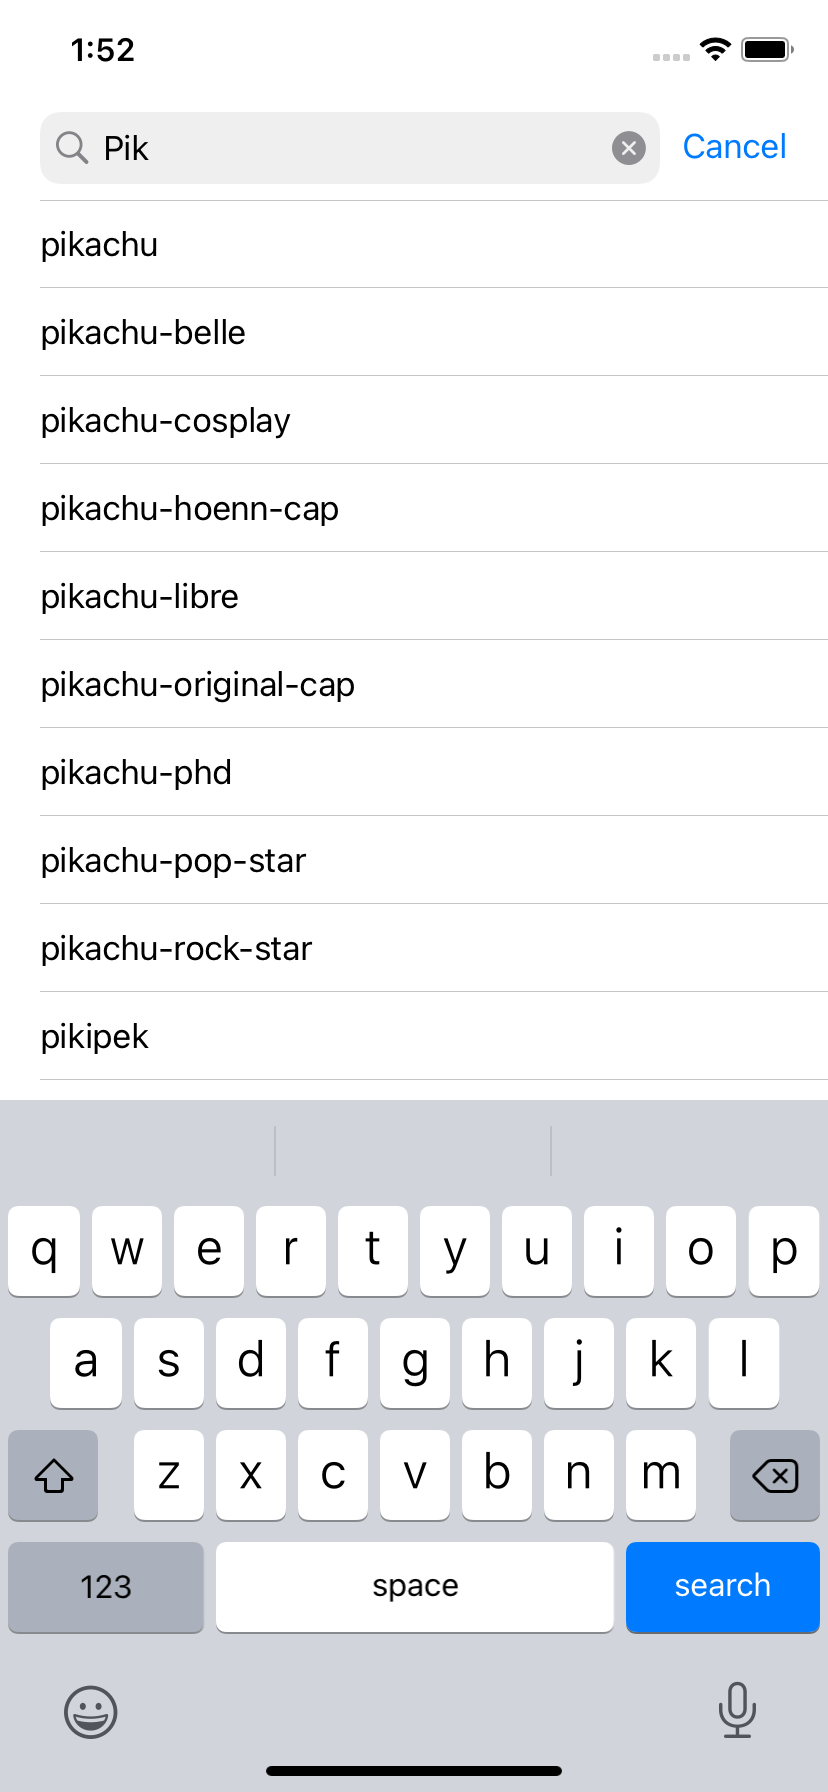 1:52
Pik
Cancel
pikachu
pikachu-belle
pikachu-cosplay
pikachu-hoenn-cap
pikachu-libre
pikachu-original-cap
pikachu-phd
pikachu-pop-star
pikachu-rock-star
pikipek
q w e r t y u i o p
a s d f g h j k l
z x c v b n m
123 space search